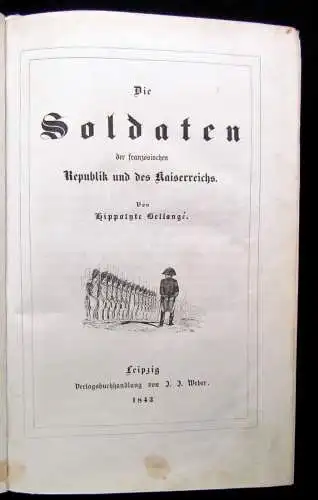 Die
Soldaten
der französischen
Republik und des Kaiserreichs.
Von
Hippolyte Bellangé.
Leipzig
Verlagsbuchhandlung von J. J. Weber.
1843